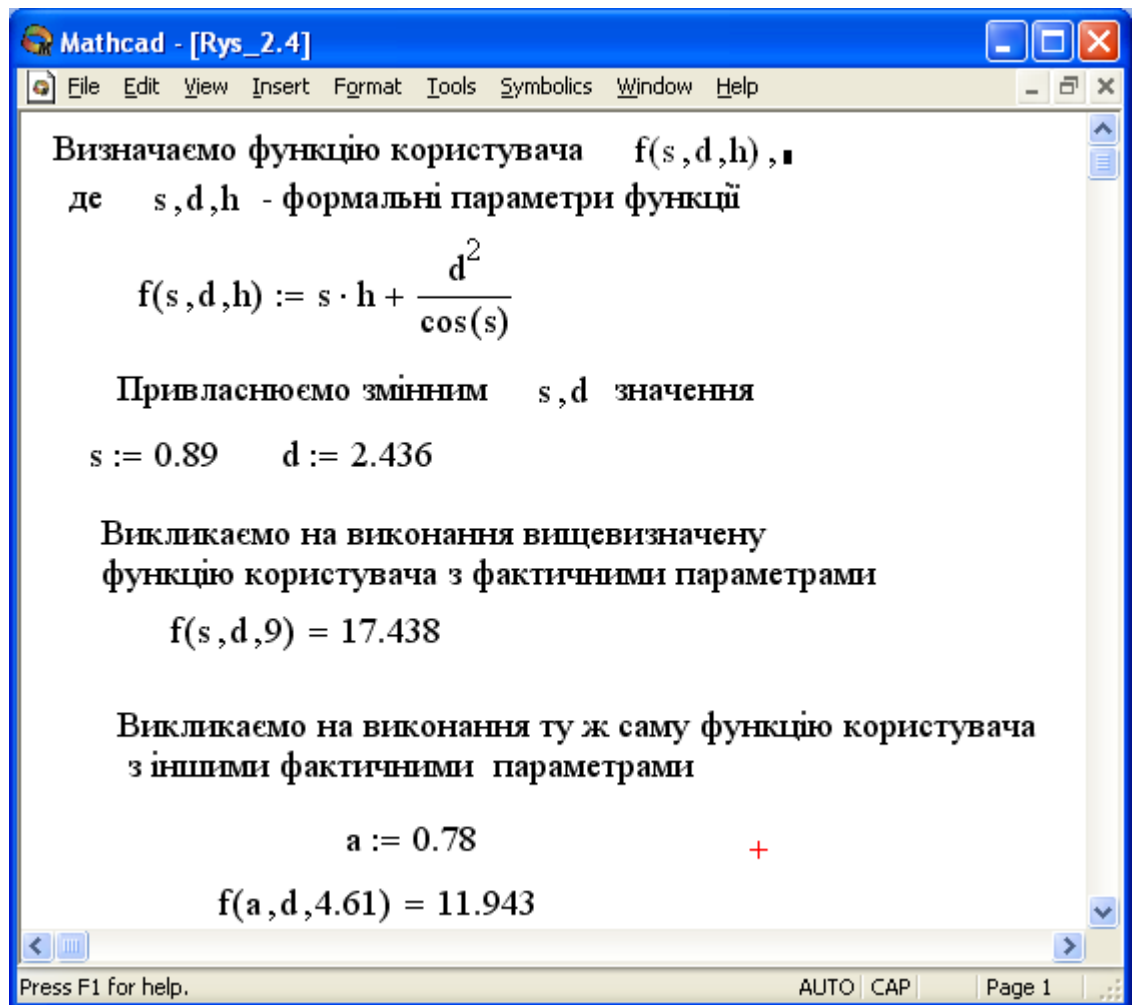 Mathcad - [Rys_2.4]
File Edit View Insert Format Tools Symbolics Window Help
Визначаємо функцію користувача f(s,d,h),
де s,d,h - формальні параметри функції
f(s,d,h) := s · h + d² / cos(s)
Привласнюємо змінним s,d значення
s := 0.89 d := 2.436
Викликаємо на виконання вищевизначену
функцію користувача з фактичними параметрами
f(s,d,9) = 17.438
Викликаємо на виконання ту ж саму функцію користувача
з іншими фактичними параметрами
a := 0.78
f(a,d,4.61) = 11.943
Press F1 for help. AUTO CAP Page 1